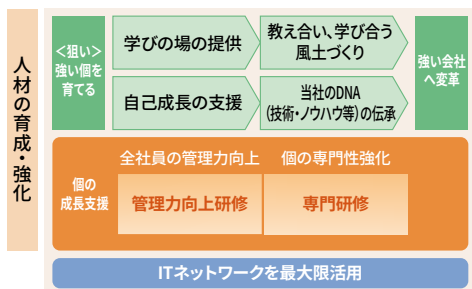 人材の育成・強化
<狙い>
強い個を
育てる
学びの場の提供
教え合い、学び合う
風土づくり
自己成長の支援
当社のDNA
(技術・ノウハウ等)の伝承
強い会社
へ変革
個の
成長支援
全社員の管理力向上
管理力向上研修
個の専門性強化
専門研修
ITネットワークを最大限活用